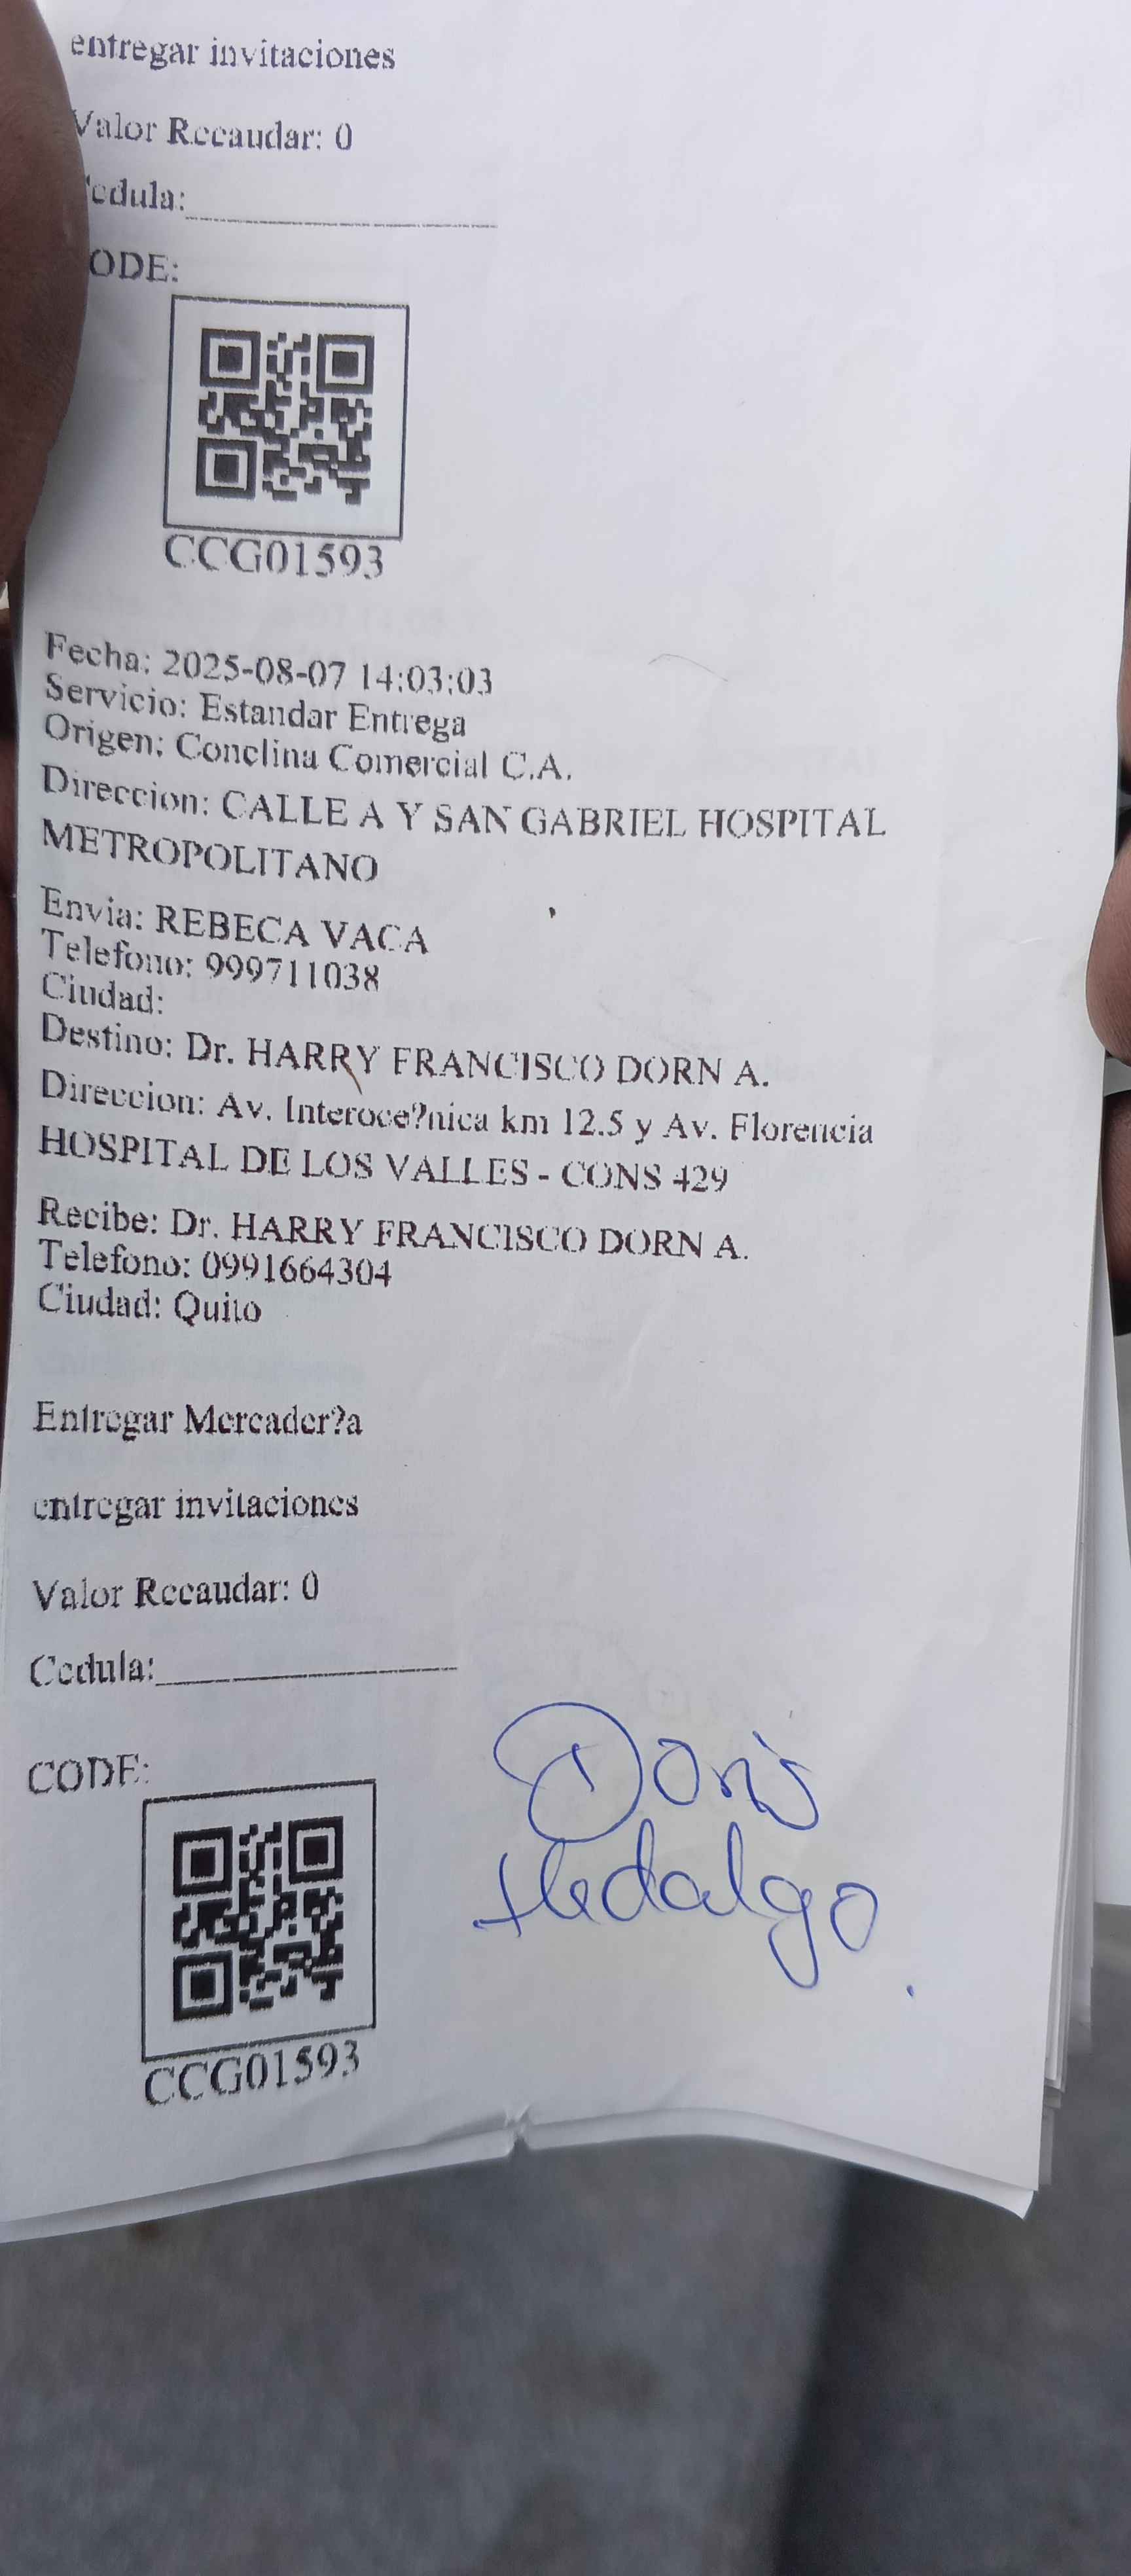 entregar invitaciones
Valor Recaudar: 0
edula:
ODE:
CCG01593
Fecha: 2025-08-07 14:03:03
Servicio: Estandar Entrega
Origen: Conclina Comercial C.A.
Direccion: CALLE A Y SAN GABRIEL HOSPITAL
METROPOLITANO
Envia: REBECA VACA
Telefono: 999711038
Ciudad:
Destino: Dr. HARRY FRANCISCO DORN A.
Direccion: Av. Interoce?nica km 12.5 y Av. Florencia
HOSPITAL DE LOS VALLES - CONS 429
Recibe: Dr. HARRY FRANCISCO DORN A.
Telefono: 0991664304
Ciudad: Quito
Entregar Mercader?a
entregar invitaciones
Valor Recaudar: 0
Cedula:
CODE:
Doris
Hidalgo.
CCG01593